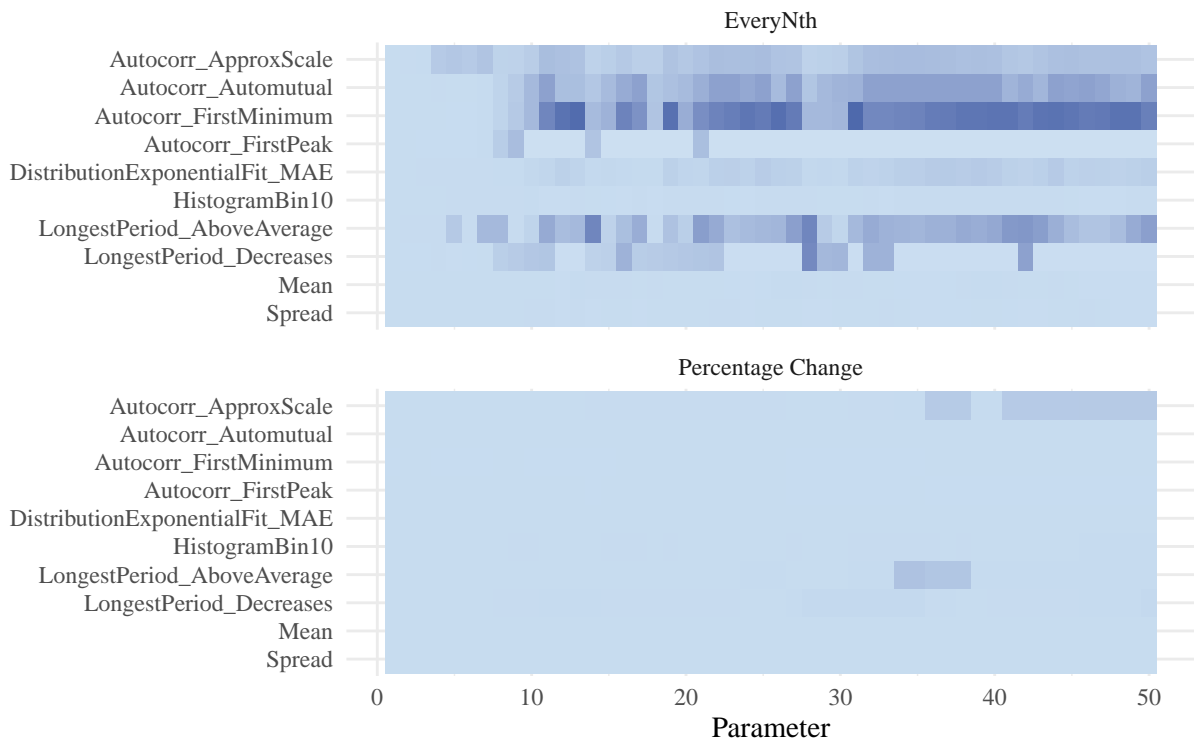 EveryNth
Autocorr_ApproxScale
Autocorr_Automutual
Autocorr_FirstMinimum
Autocorr_FirstPeak
DistributionExponentialFit_MAE
HistogramBin10
LongestPeriod_AboveAverage
LongestPeriod_Decreases
Mean
Spread
Percentage Change
Autocorr_ApproxScale
Autocorr_Automutual
Autocorr_FirstMinimum
Autocorr_FirstPeak
DistributionExponentialFit_MAE
HistogramBin10
LongestPeriod_AboveAverage
LongestPeriod_Decreases
Mean
Spread
0 10 20 30 40 50
Parameter